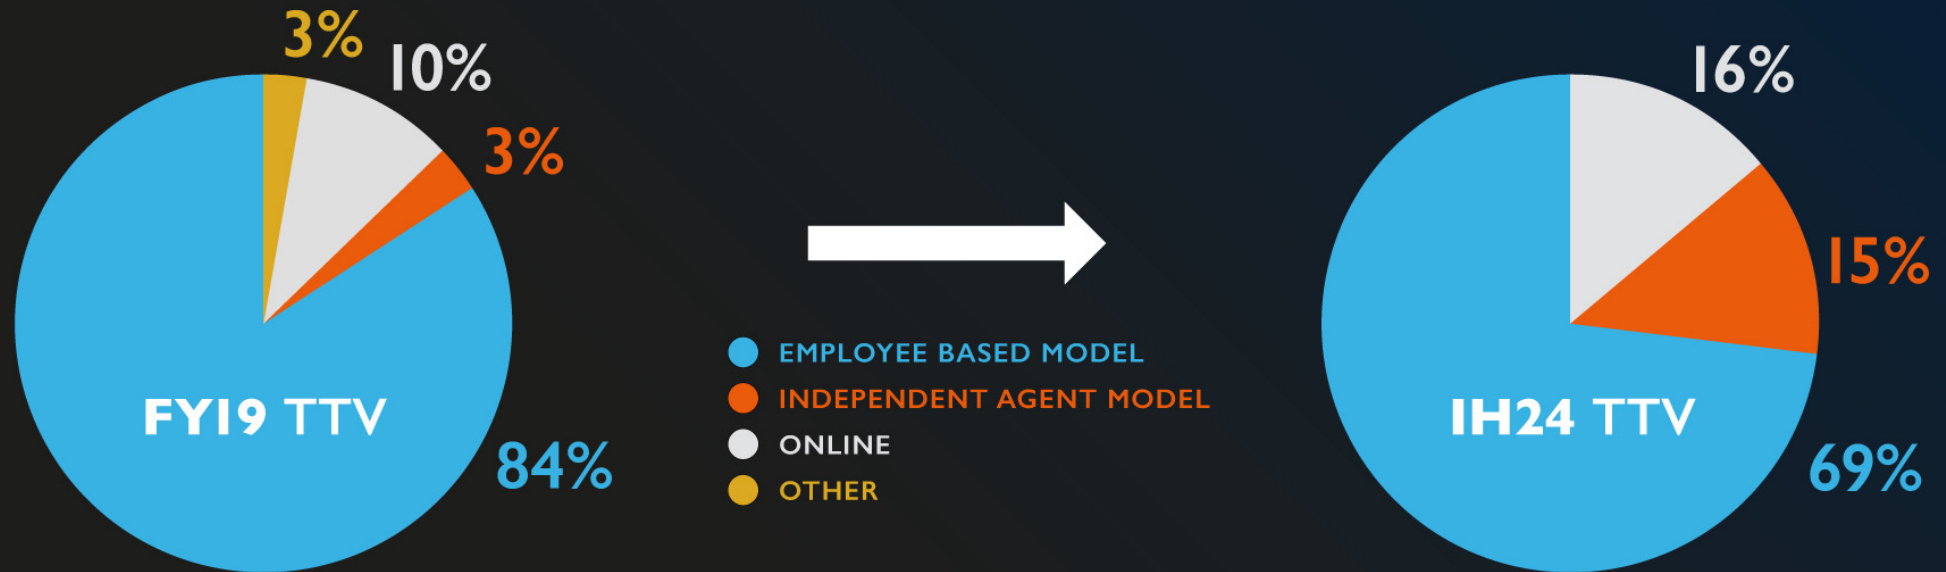 3%
10%
3%
FY19 TTV
84%
EMPLOYEE BASED MODEL
INDEPENDENT AGENT MODEL
ONLINE
OTHER
16%
15%
1H24 TTV
69%